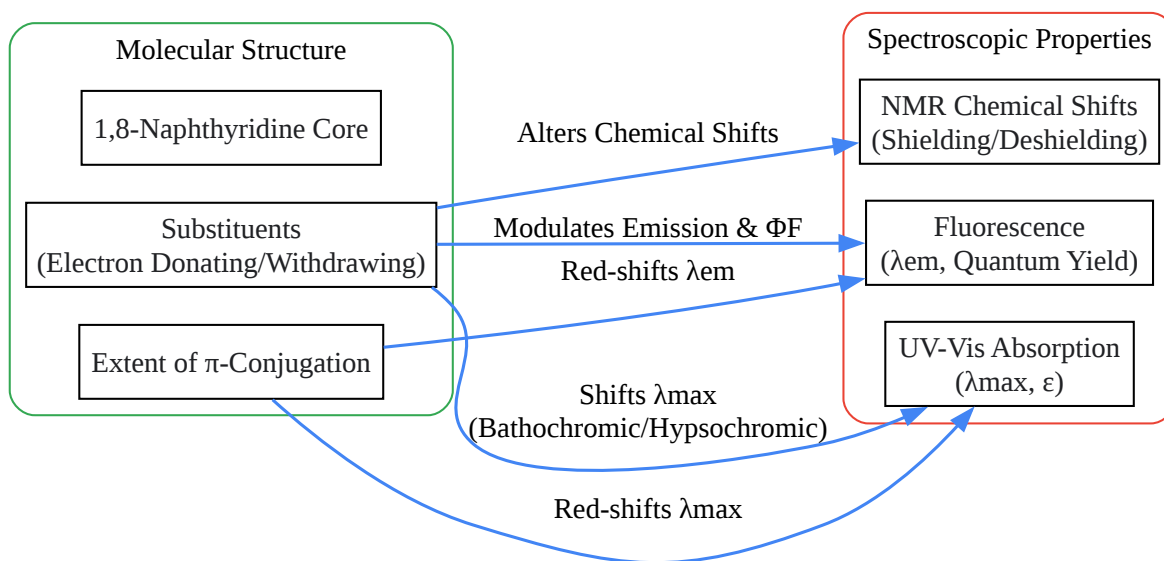 Molecular Structure
1,8-Naphthyridine Core
Substituents
(Electron Donating/Withdrawing)
Extent of π-Conjugation
Alters Chemical Shifts
Modulates Emission & ΦF
Red-shifts λem
Shifts λmax
(Bathochromic/Hypsochromic)
Red-shifts λmax
Spectroscopic Properties
NMR Chemical Shifts
(Shielding/Deshielding)
Fluorescence
(λem, Quantum Yield)
UV-Vis Absorption
(λmax, ε)